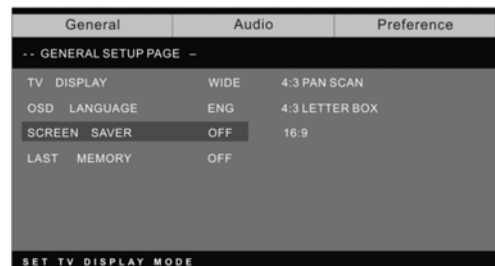 General Audio Preference
-- GENERAL SETUP PAGE –
TV DISPLAY WIDE 4:3 PAN SCAN
OSD LANGUAGE ENG 4:3 LETTER BOX
SCREEN SAVER OFF 16:9
LAST MEMORY OFF
SET TV DISPLAY MODE